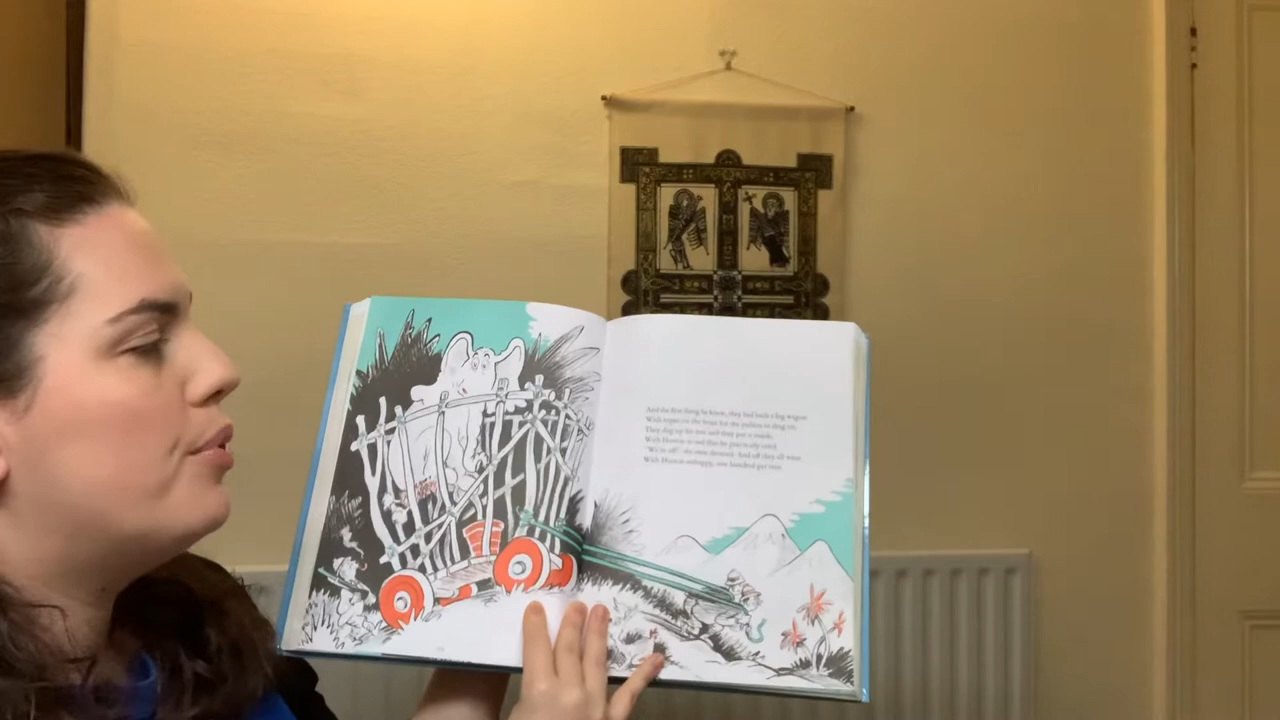 And the first thing he knew, they had built a big wagon
With ropes on the front for the pullers to drag on.
They dug up his tree and they put it inside,
With Horton so sad that he practically cried.
"We're off!" the men shouted. And off they all went
With Horton unhappy, one hundred per cent.